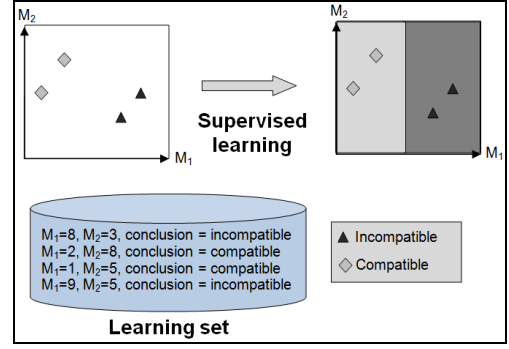 M2
M1
Supervised
learning
M2
M1
M1=8, M2=3, conclusion = incompatible
M1=2, M2=8, conclusion = compatible
M1=1, M2=5, conclusion = compatible
M1=9, M2=5, conclusion = incompatible
Learning set
Incompatible
Compatible